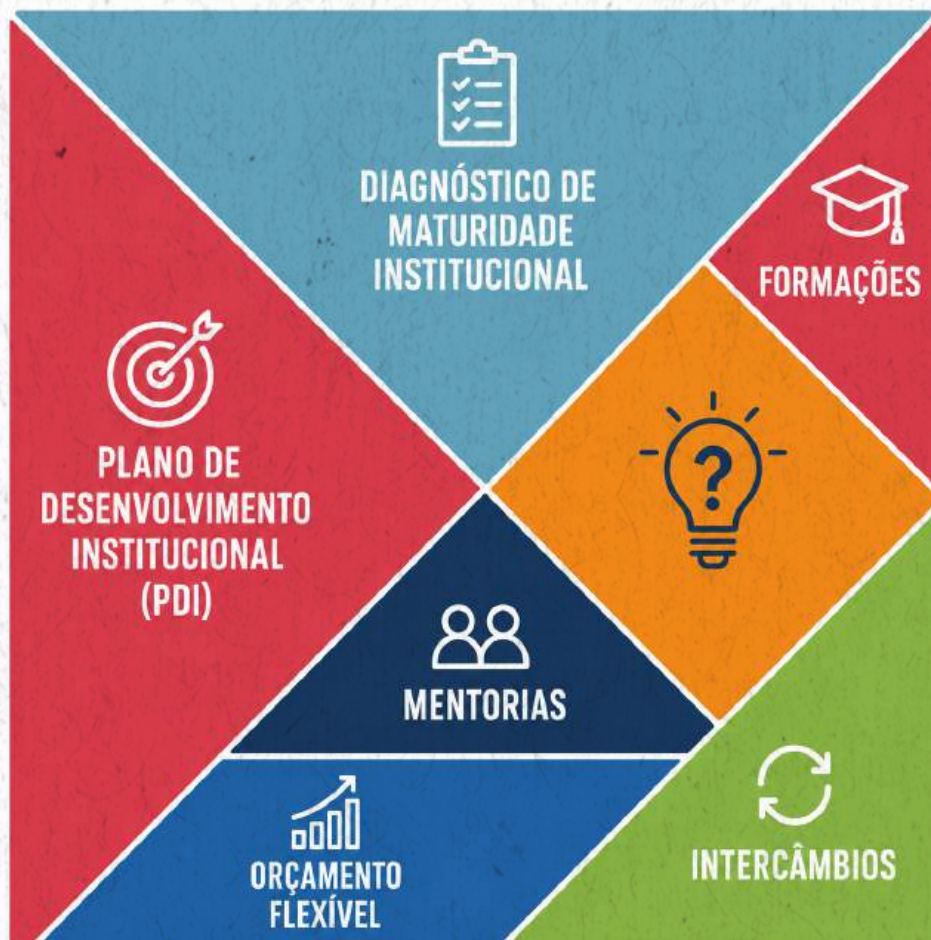 DIAGNÓSTICO DE
MATURIDADE
INSTITUCIONAL
FORMAÇÕES
PLANO DE
DESENVOLVIMENTO
INSTITUCIONAL
(PDI)
?
MENTORIAS
ORÇAMENTO
FLEXÍVEL
INTERCÂMBIOS